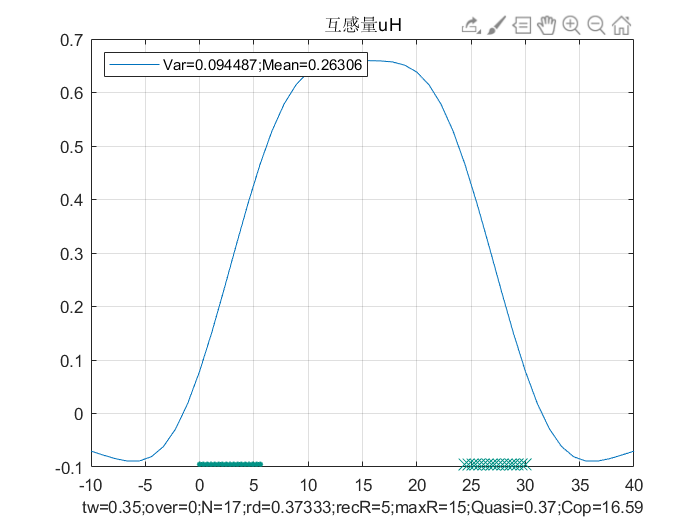 互感量uH
Var=0.094487;Mean=0.26306
0.7
0.6
0.5
0.4
0.3
0.2
0.1
0
-0.1
-10 -5 0 5 10 15 20 25 30 35 40
tw=0.35;over=0;N=17;rd=0.37333;recR=5;maxR=15;Quasi=0.37;Cop=16.59